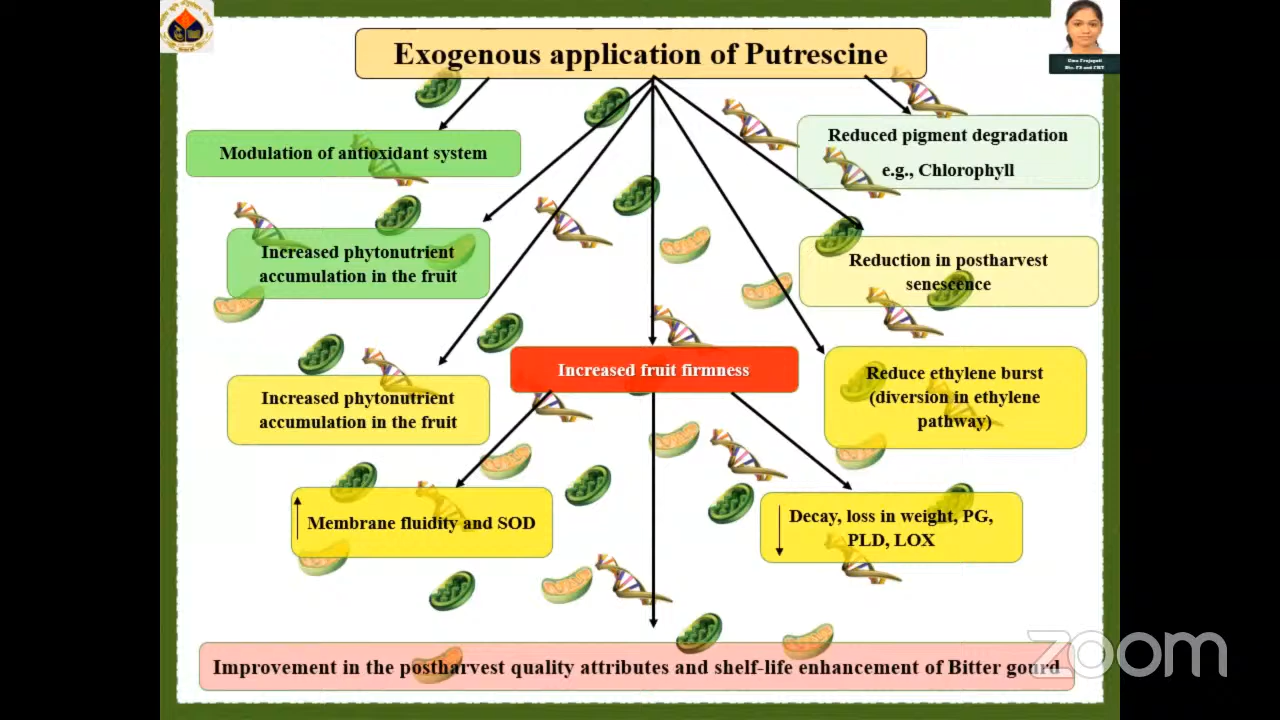 Exogenous application of Putrescine
Modulation of antioxidant system
Reduced pigment degradation
e.g., Chlorophyll
Increased phytonutrient
accumulation in the fruit
Reduction in postharvest
senescence
Increased fruit firmness
Reduce ethylene burst
(diversion in ethylene
pathway)
Increased phytonutrient
accumulation in the fruit
Membrane fluidity and SOD
Decay, loss in weight, PG,
PLD, LOX
Improvement in the postharvest quality attributes and shelf-life enhancement of Bitter gourd
zoom